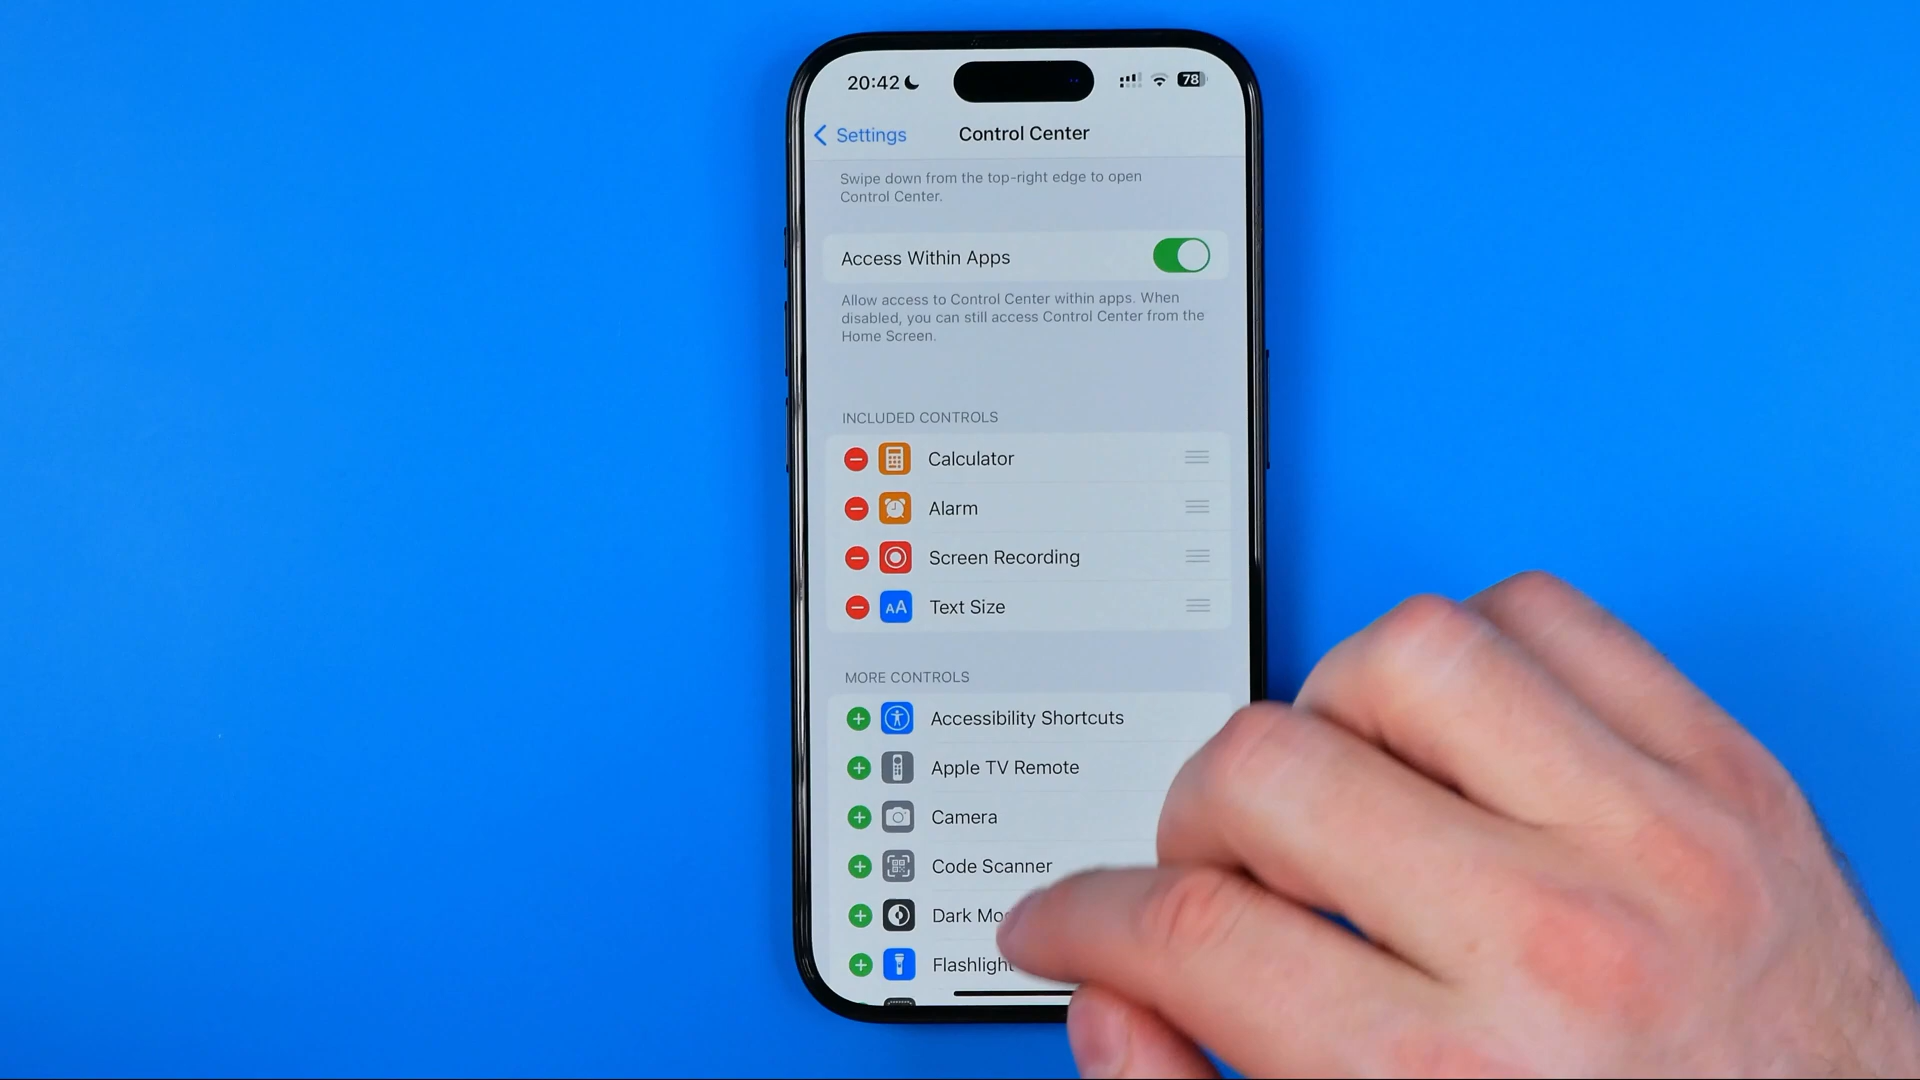 20:42
78
Settings
Control Center
Swipe down from the top-right edge to open
Control Center.
Access Within Apps
Allow access to Control Center within apps. When
disabled, you can still access Control Center from the
Home Screen.
INCLUDED CONTROLS
Calculator
Alarm
Screen Recording
AA Text Size
MORE CONTROLS
Accessibility Shortcuts
Apple TV Remote
Camera
Code Scanner
Dark Mo
Flashlight